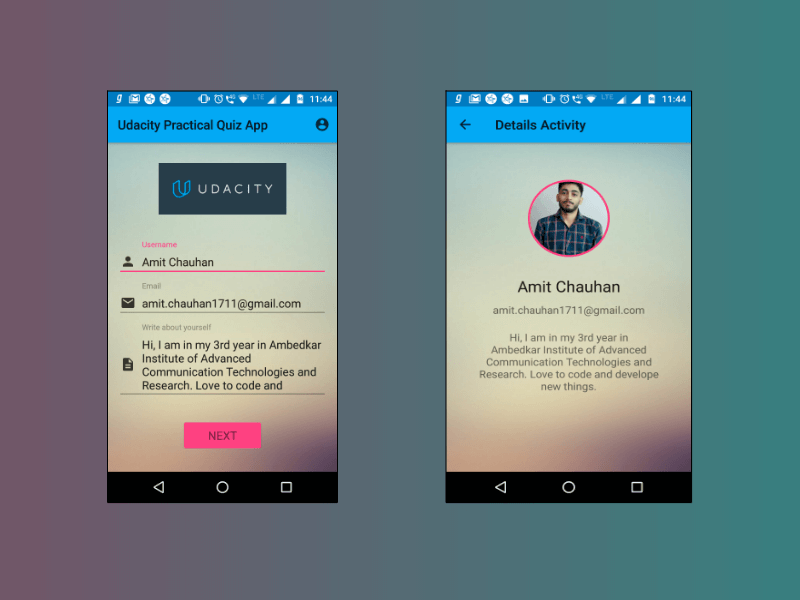 LTE 11:44
Udacity Practical Quiz App
UDACITY
Username
Amit Chauhan
Email
amit.chauhan1711@gmail.com
Write about yourself
Hi, I am in my 3rd year in Ambedkar
Institute of Advanced
Communication Technologies and
Research. Love to code and
NEXT
LTE 11:44
Details Activity
Amit Chauhan
amit.chauhan1711@gmail.com
Hi, I am in my 3rd year in
Ambedkar Institute of Advanced
Communication Technologies and
Research. Love to code and develope
new things.